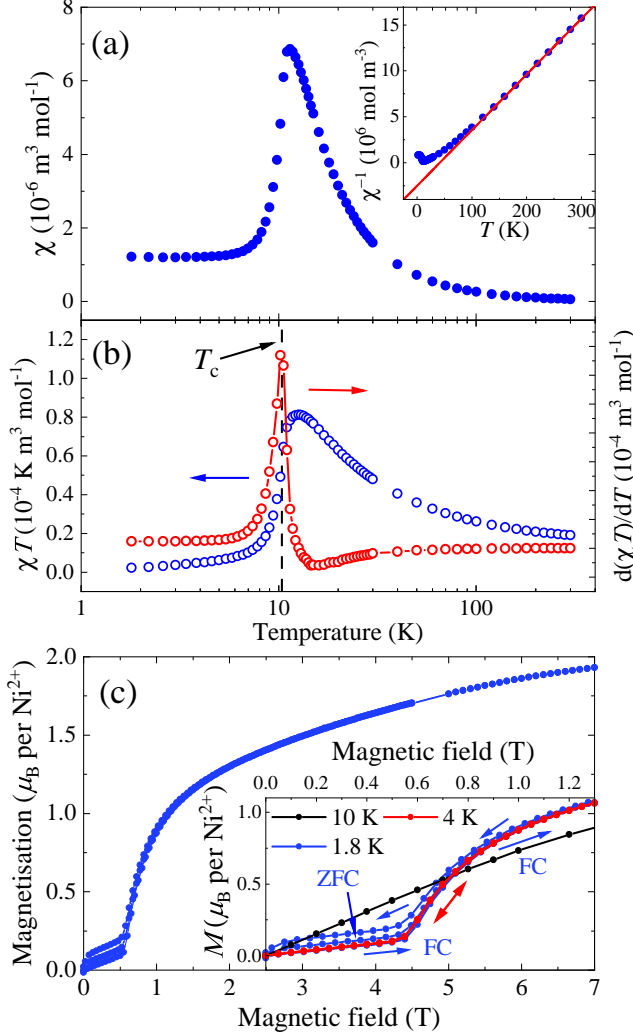 (a)
χ (10⁻⁶ m³ mol⁻¹)
8
6
4
2
0
χ⁻¹ (10⁶ mol m⁻³)
15
10
5
0
0 100 200 300
T (K)
(b)
T_c
χT (10⁻⁴ K m³ mol⁻¹)
1.2
1.0
0.8
0.6
0.4
0.2
0.0
d(χT)/dT (10⁻⁴ m³ mol⁻¹)
1 10 100
Temperature (K)
(c)
Magnetisation (μ_B per Ni²⁺)
2.0
1.5
1.0
0.5
0.0
Magnetic field (T)
0.0 0.2 0.4 0.6 0.8 1.0 1.2
M (μ_B per Ni²⁺)
1.0
0.5
0.0
10 K 4 K
1.8 K
ZFC
FC
FC
0 1 2 3 4 5 6 7
Magnetic field (T)